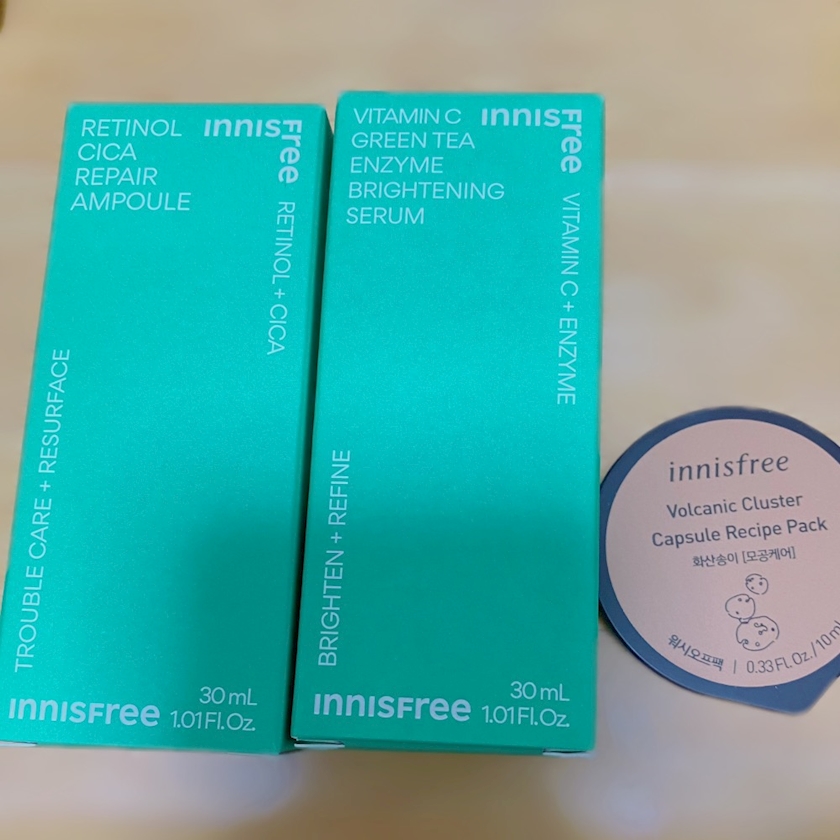 RETINOL
CICA
REPAIR
AMPOULE
innisFree
RETINOL + CICA
TROUBLE CARE + RESURFACE
innisFree
30 mL
1.01 Fl. Oz.
VITAMIN C
GREEN TEA
ENZYME
BRIGHTENING
SERUM
innisFree
VITAMIN C + ENZYME
BRIGHTEN + REFINE
innisFree
30 mL
1.01 Fl. Oz.
innisfree
Volcanic Cluster
Capsule Recipe Pack
화산송이 [모공케어]
워시오프팩 | 0.33 FL.Oz./10 ml